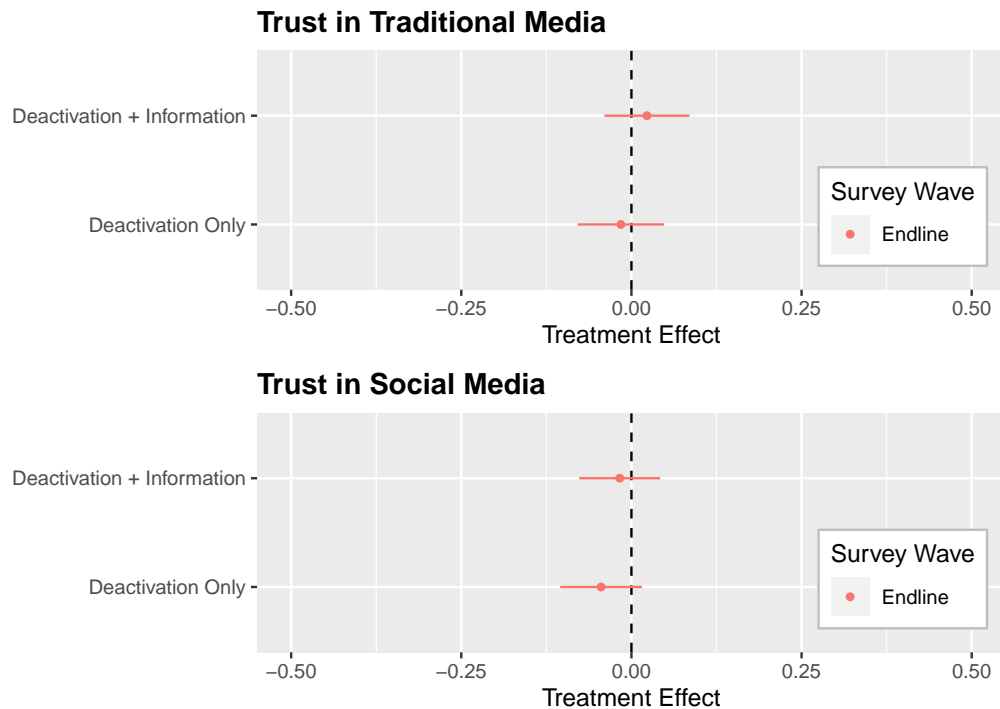 Trust in Traditional Media
Deactivation + Information
Deactivation Only
Survey Wave
Endline
−0.50 −0.25 0.00 0.25 0.50
Treatment Effect
Trust in Social Media
Deactivation + Information
Deactivation Only
Survey Wave
Endline
−0.50 −0.25 0.00 0.25 0.50
Treatment Effect